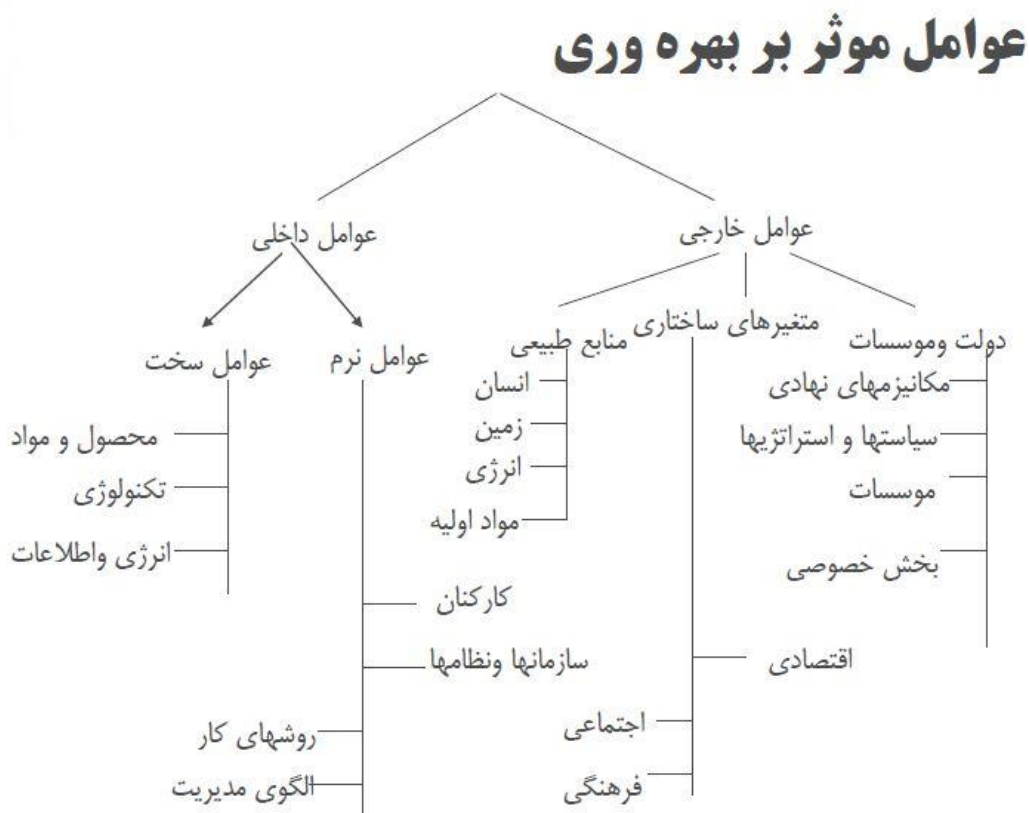 عوامل موثر بر بهره وری
عوامل خارجی
عوامل داخلی
دولت وموسسات
مکانیزمهای نهادی
سیاستها و استراتژیها
موسسات
بخش خصوصی
متغیرهای ساختاری
اقتصادی
اجتماعی
فرهنگی
منابع طبیعی
انسان
زمین
انرژی
مواد اولیه
عوامل نرم
کارکنان
سازمانها ونظامها
روشهای کار
الگوی مدیریت
عوامل سخت
محصول و مواد
تکنولوژی
انرژی واطلاعات